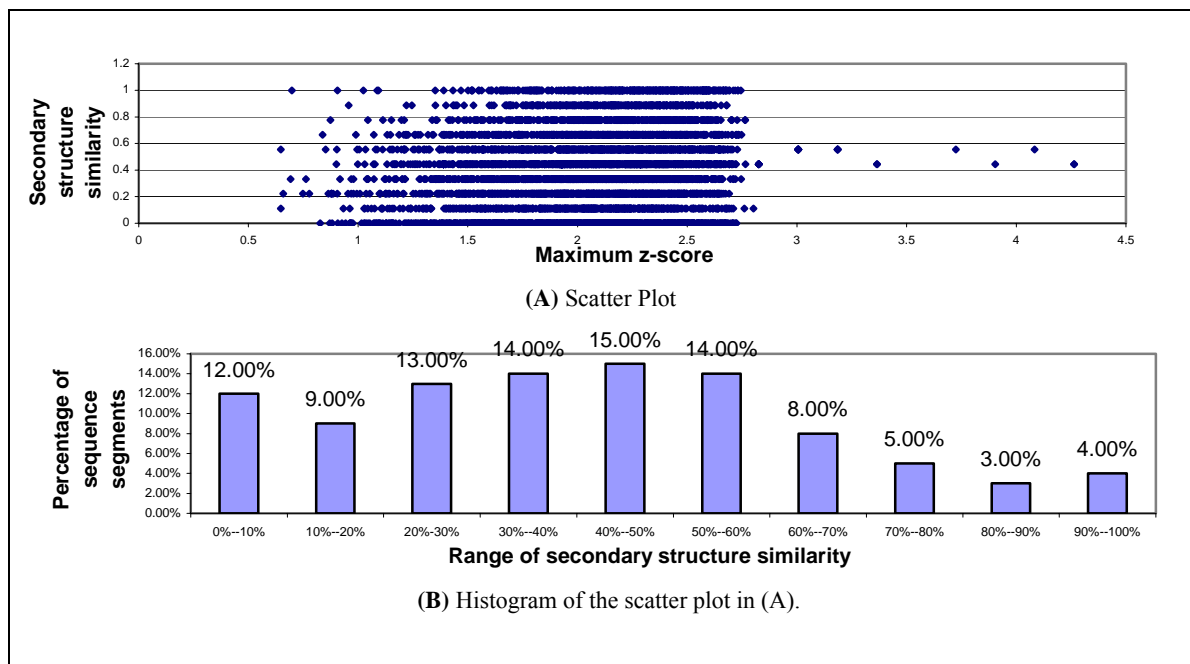 1.2
1
0.8
0.6
0.4
0.2
0
Secondary
structure
similarity
0 0.5 1 1.5 2 2.5 3 3.5 4 4.5
Maximum z-score
(A) Scatter Plot
16.00%
14.00%
12.00%
10.00%
8.00%
6.00%
4.00%
2.00%
0.00%
Percentage of
sequence
segments
12.00% 9.00% 13.00% 14.00% 15.00% 14.00% 8.00% 5.00% 3.00% 4.00%
0%--10% 10%--20% 20%-30% 30%--40% 40%--50% 50%--60% 60%--70% 70%--80% 80%--90% 90%--100%
Range of secondary structure similarity
(B) Histogram of the scatter plot in (A).